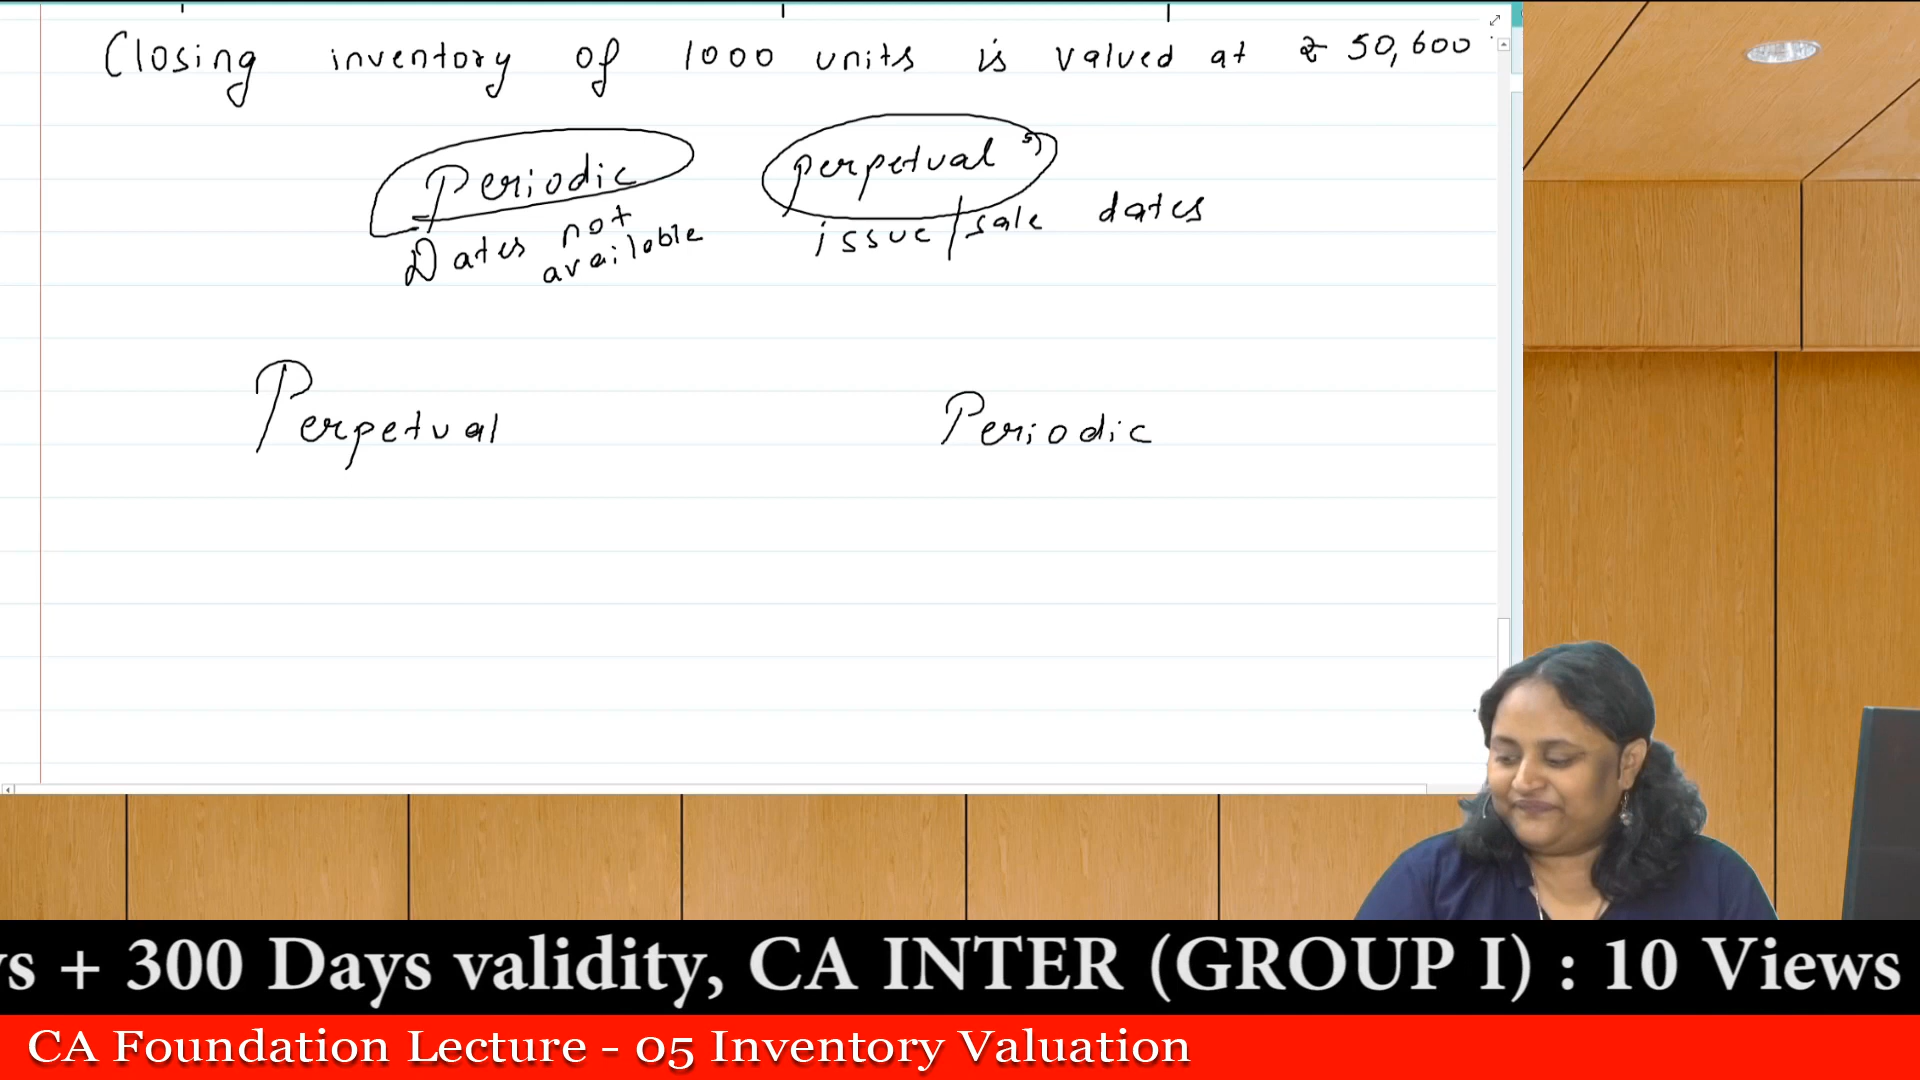 Closing inventory of 1000 units is valued at ₹ 50,600
Periodic perpetual
Dates not available issue/sale dates
Perpetual Periodic
s + 300 Days validity, CA INTER (GROUP I) : 10 Views
CA Foundation Lecture - 05 Inventory Valuation